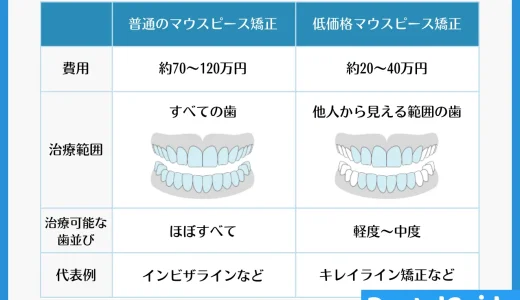 普通のマウスピース矯正
低価格マウスピース矯正
費用
約70〜120万円
約20〜40万円
治療範囲
すべての歯
他人から見える範囲の歯
治療可能な
歯並び
ほぼすべて
軽度〜中度
代表例
インビザラインなど
キレイライン矯正など